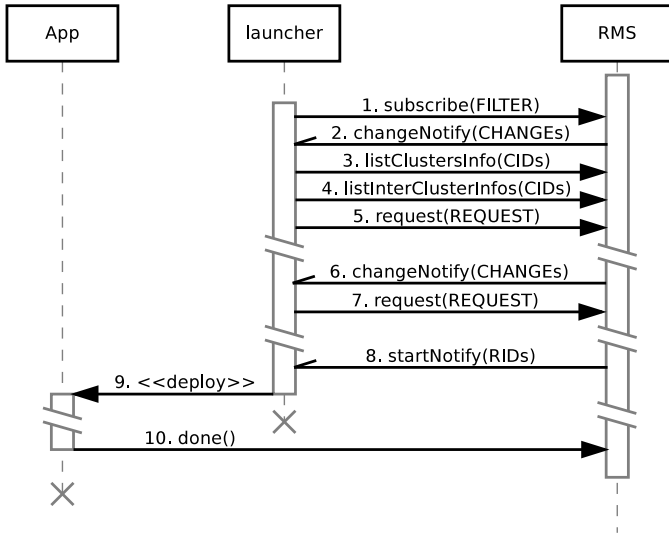 App launcher RMS
1. subscribe(FILTER)
2. changeNotify(CHANGEs)
3. listClustersInfo(CIDs)
4. listInterClusterInfos(CIDs)
5. request(REQUEST)
6. changeNotify(CHANGEs)
7. request(REQUEST)
8. startNotify(RIDs)
9. <<deploy>>
10. done()